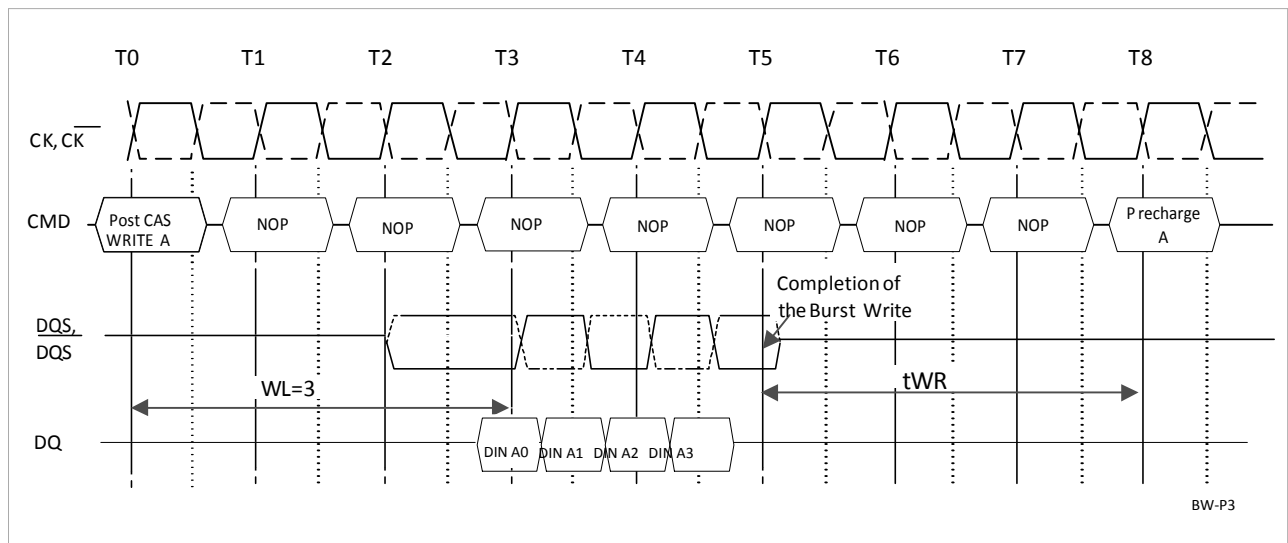 T0 T1 T2 T3 T4 T5 T6 T7 T8
CK, CK
CMD
Post CAS
WRITE A
NOP NOP NOP NOP NOP NOP NOP
P recharge
A
Completion of
the Burst Write
DQS,
DQS
WL=3
tWR
DQ
DIN A0 DIN A1 DIN A2 DIN A3
BW-P3